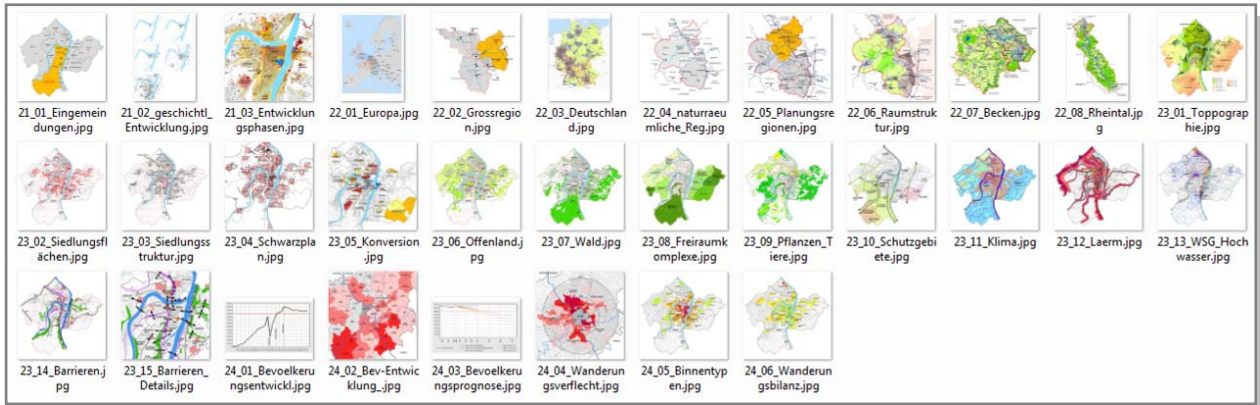 21_01_Eingemein
dungen.jpg
21_02_geschichtl_
Entwicklung.jpg
21_03_Entwicklun
gsphasen.jpg
22_01_Europa.jpg
22_02_Grossregio
n.jpg
22_03_Deutschlan
d.jpg
22_04_naturraeu
mliche_Reg.jpg
22_05_Planungsre
gionen.jpg
22_06_Raumstruk
tur.jpg
22_07_Becken.jpg
22_08_Rheintal.jp
g
23_01_Toppograp
hie.jpg
23_02_Siedlungsfl
ächen.jpg
23_03_Siedlungss
truktur.jpg
23_04_Schwarzpla
n.jpg
23_05_Konversion
.jpg
23_06_Offenland.j
pg
23_07_Wald.jpg
23_08_Freiraumk
omplexe.jpg
23_09_Pflanzen_T
iere.jpg
23_10_Schutzgebi
ete.jpg
23_11_Klima.jpg
23_12_Laerm.jpg
23_13_WSG_Hoch
wasser.jpg
23_14_Barrieren.j
pg
23_15_Barrieren_
Details.jpg
24_01_Bevoelkeru
ngsentwickl.jpg
24_02_Bev-Entwic
klung_.jpg
24_03_Bevoelkeru
ngsprognose.jpg
24_04_Wanderun
gsverflecht.jpg
24_05_Binnentyp
en.jpg
24_06_Wanderun
gsbilanz.jpg